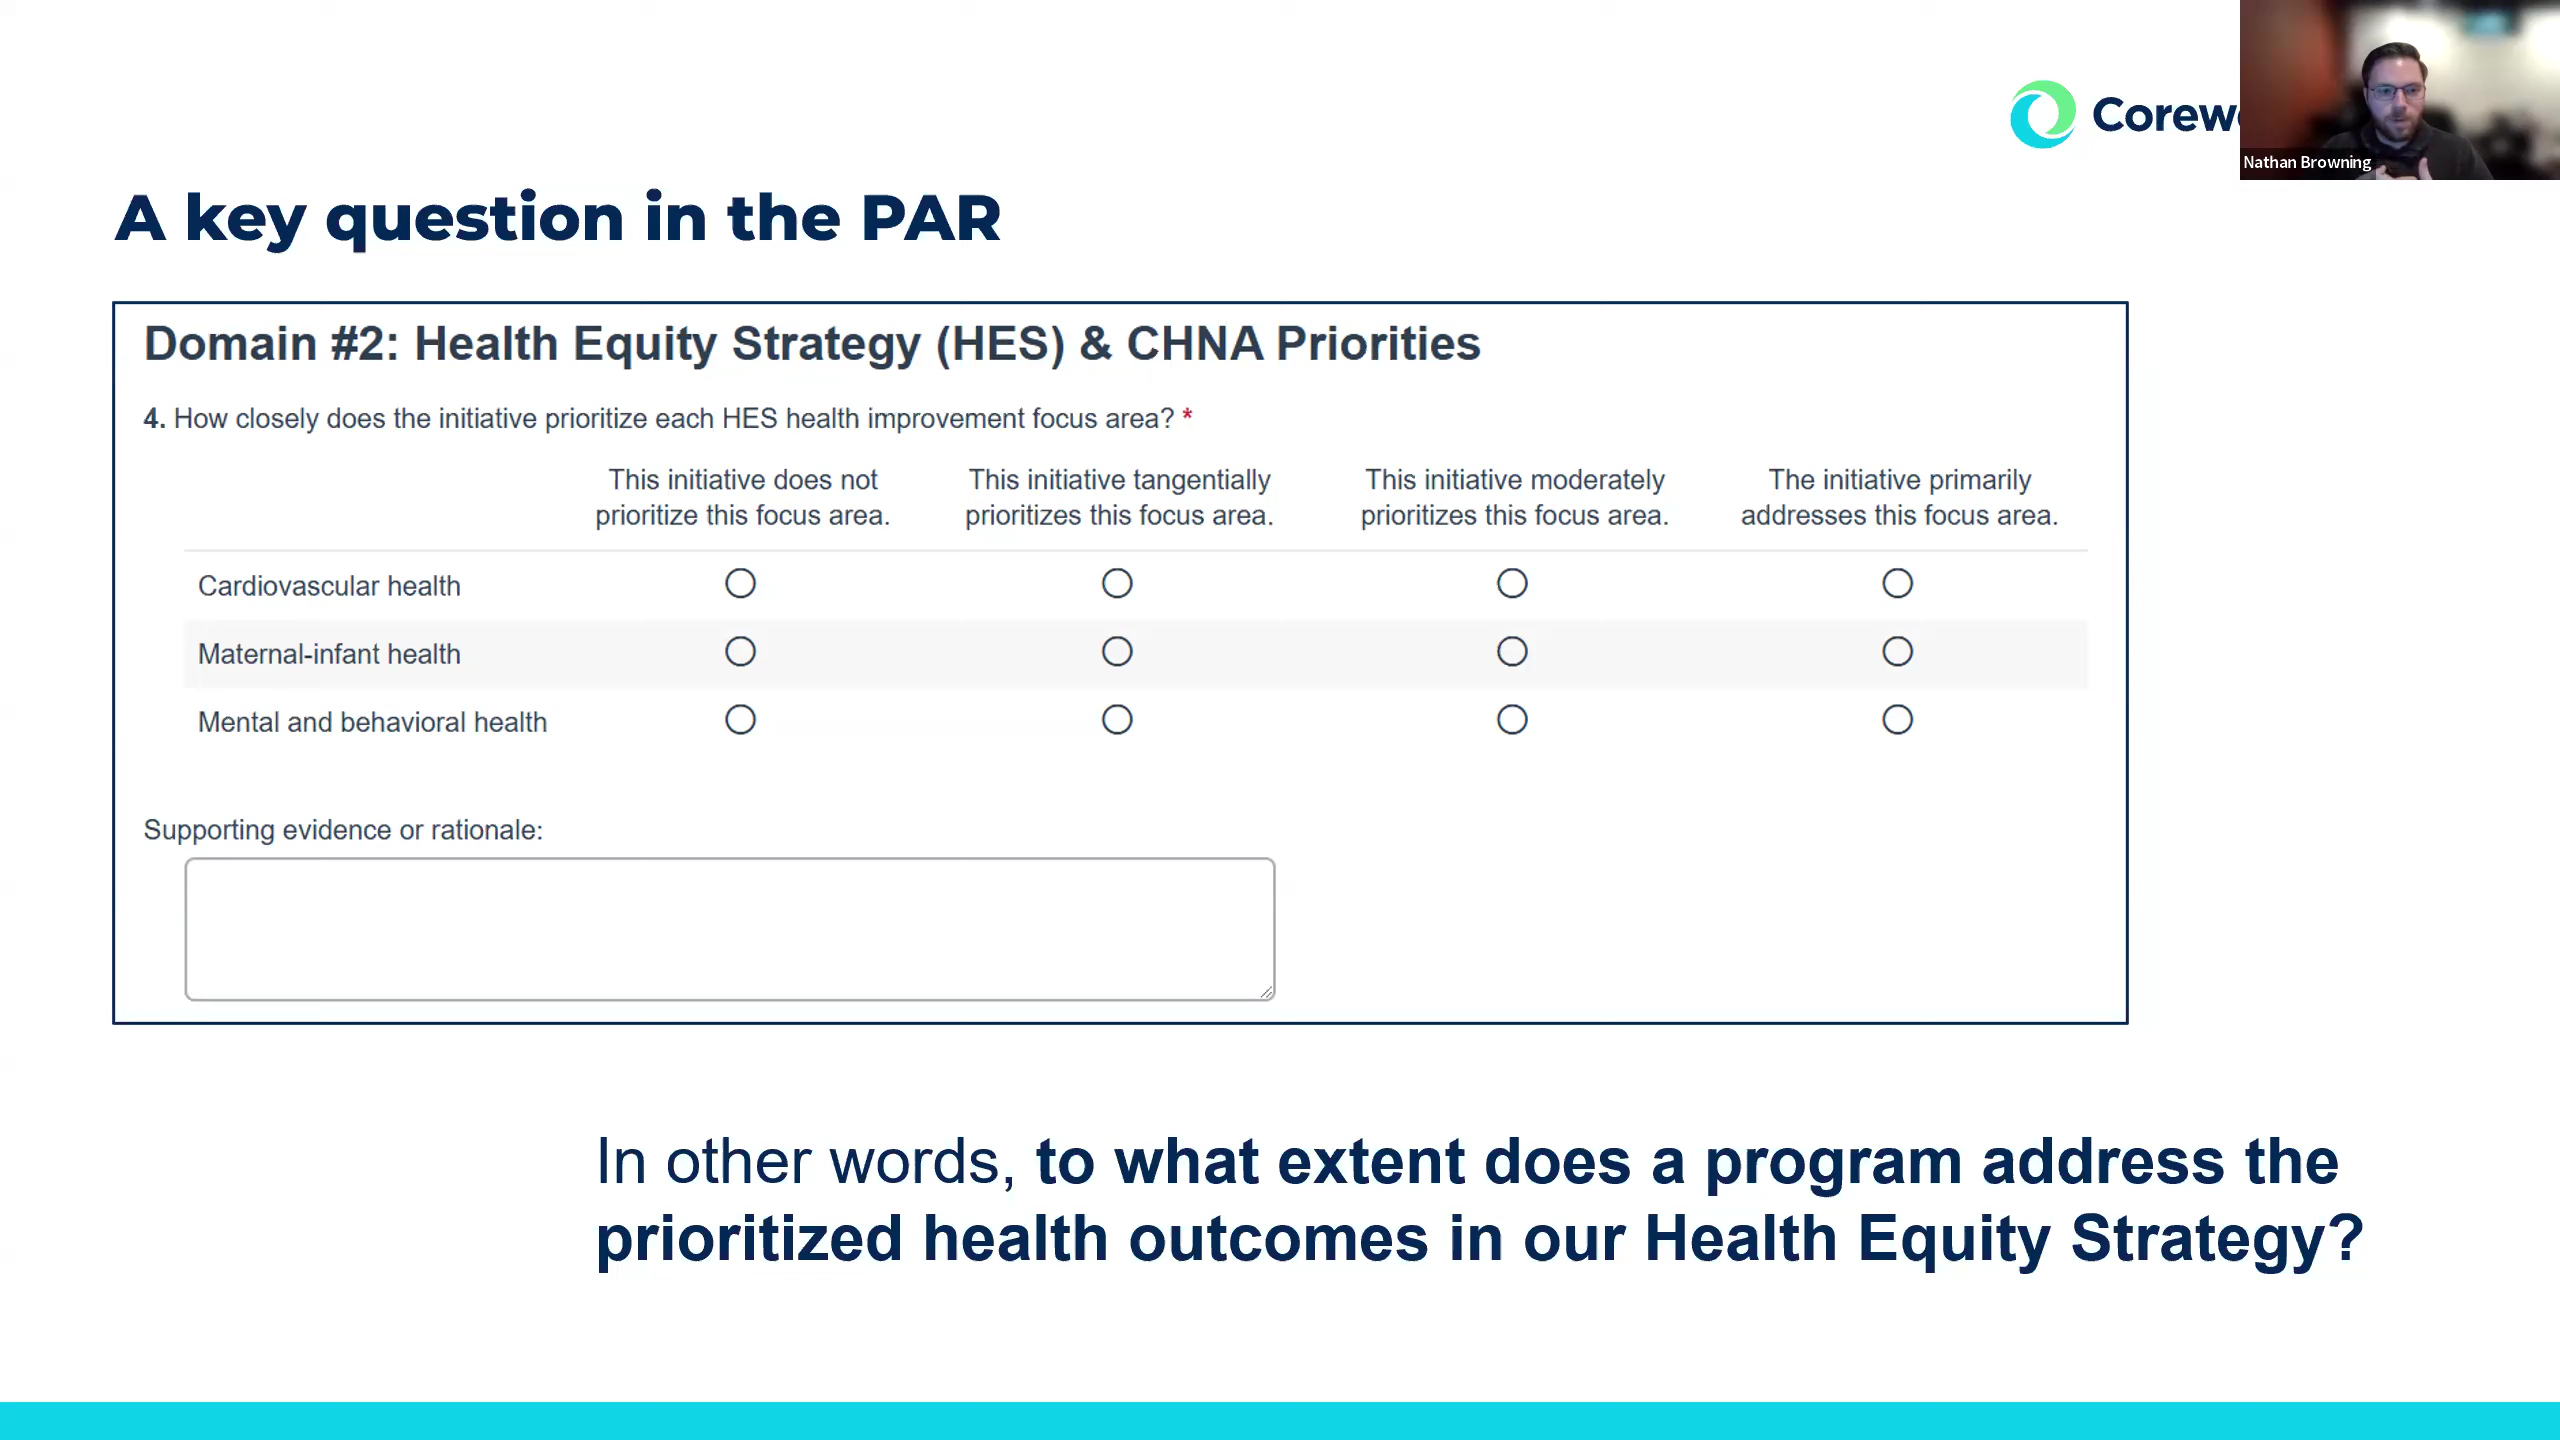 Nathan Browning
A key question in the PAR
Domain #2: Health Equity Strategy (HES) & CHNA Priorities
4. How closely does the initiative prioritize each HES health improvement focus area? *
This initiative does not prioritize this focus area.
This initiative tangentially prioritizes this focus area.
This initiative moderately prioritizes this focus area.
The initiative primarily addresses this focus area.
Cardiovascular health
Maternal-infant health
Mental and behavioral health
Supporting evidence or rationale:
In other words, to what extent does a program address the
prioritized health outcomes in our Health Equity Strategy?